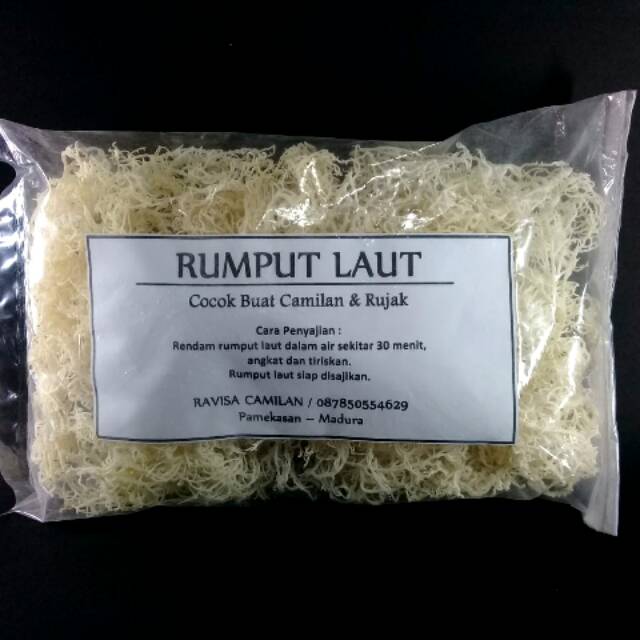 RUMPUT LAUT
Cocok Buat Camilan & Rujak
Cara Penyajian :
Rendam rumput laut dalam air sekitar 30 menit,
angkat dan tiriskan.
Rumput laut siap disajikan.
RAVISA CAMILAN / 087850554629
Pamekasan – Madura